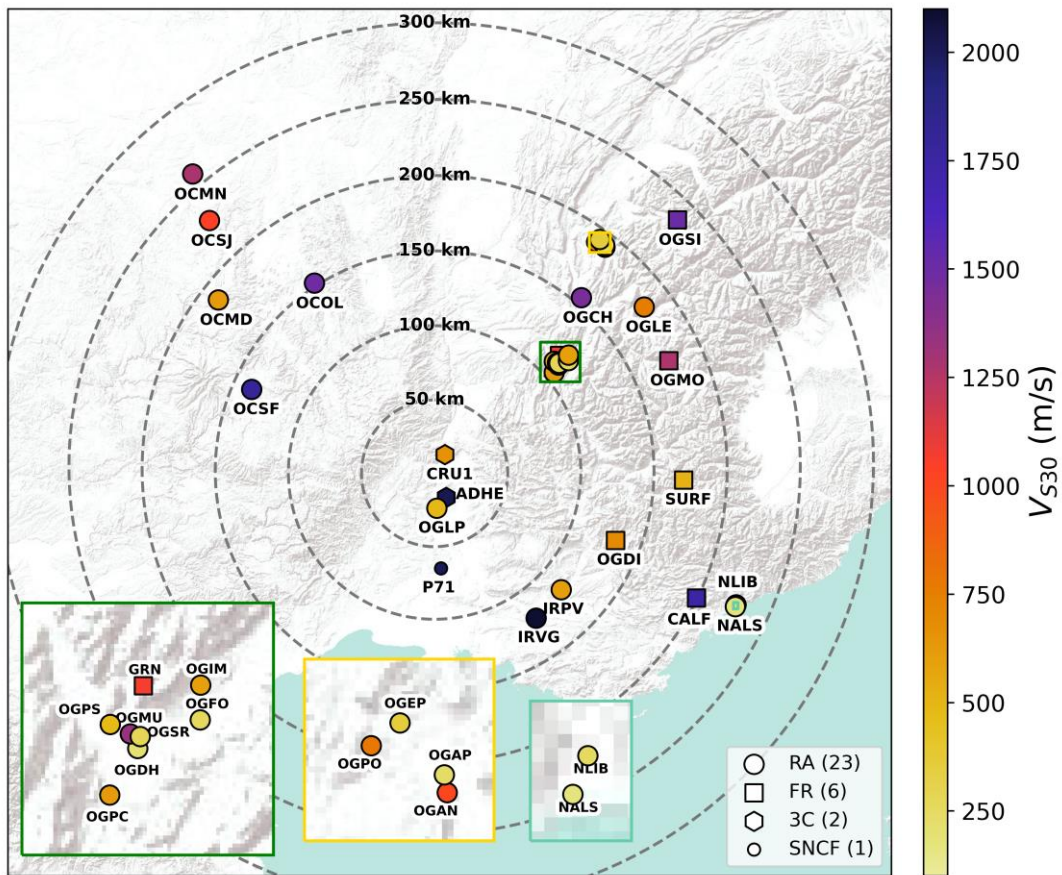 300 km
250 km
200 km
150 km
100 km
50 km
OCMN
OCSJ
OCMD
OCOL
OCSF
OGSI
OGCH
OGLE
OGMO
CRU1
ADHE
OGLP
P71
SURF
OGDI
IRPV
IRVG
CALF
NLIB
NALS
GRN
OGIM
OGPS
OGMU
OGFO
OGSR
OGDH
OGPC
OGEP
OGPO
OGAP
OGAN
NLIB
NALS
RA (23)
FR (6)
3C (2)
SNCF (1)
2000
1750
1500
1250
1000
750
500
250
VS30 (m/s)